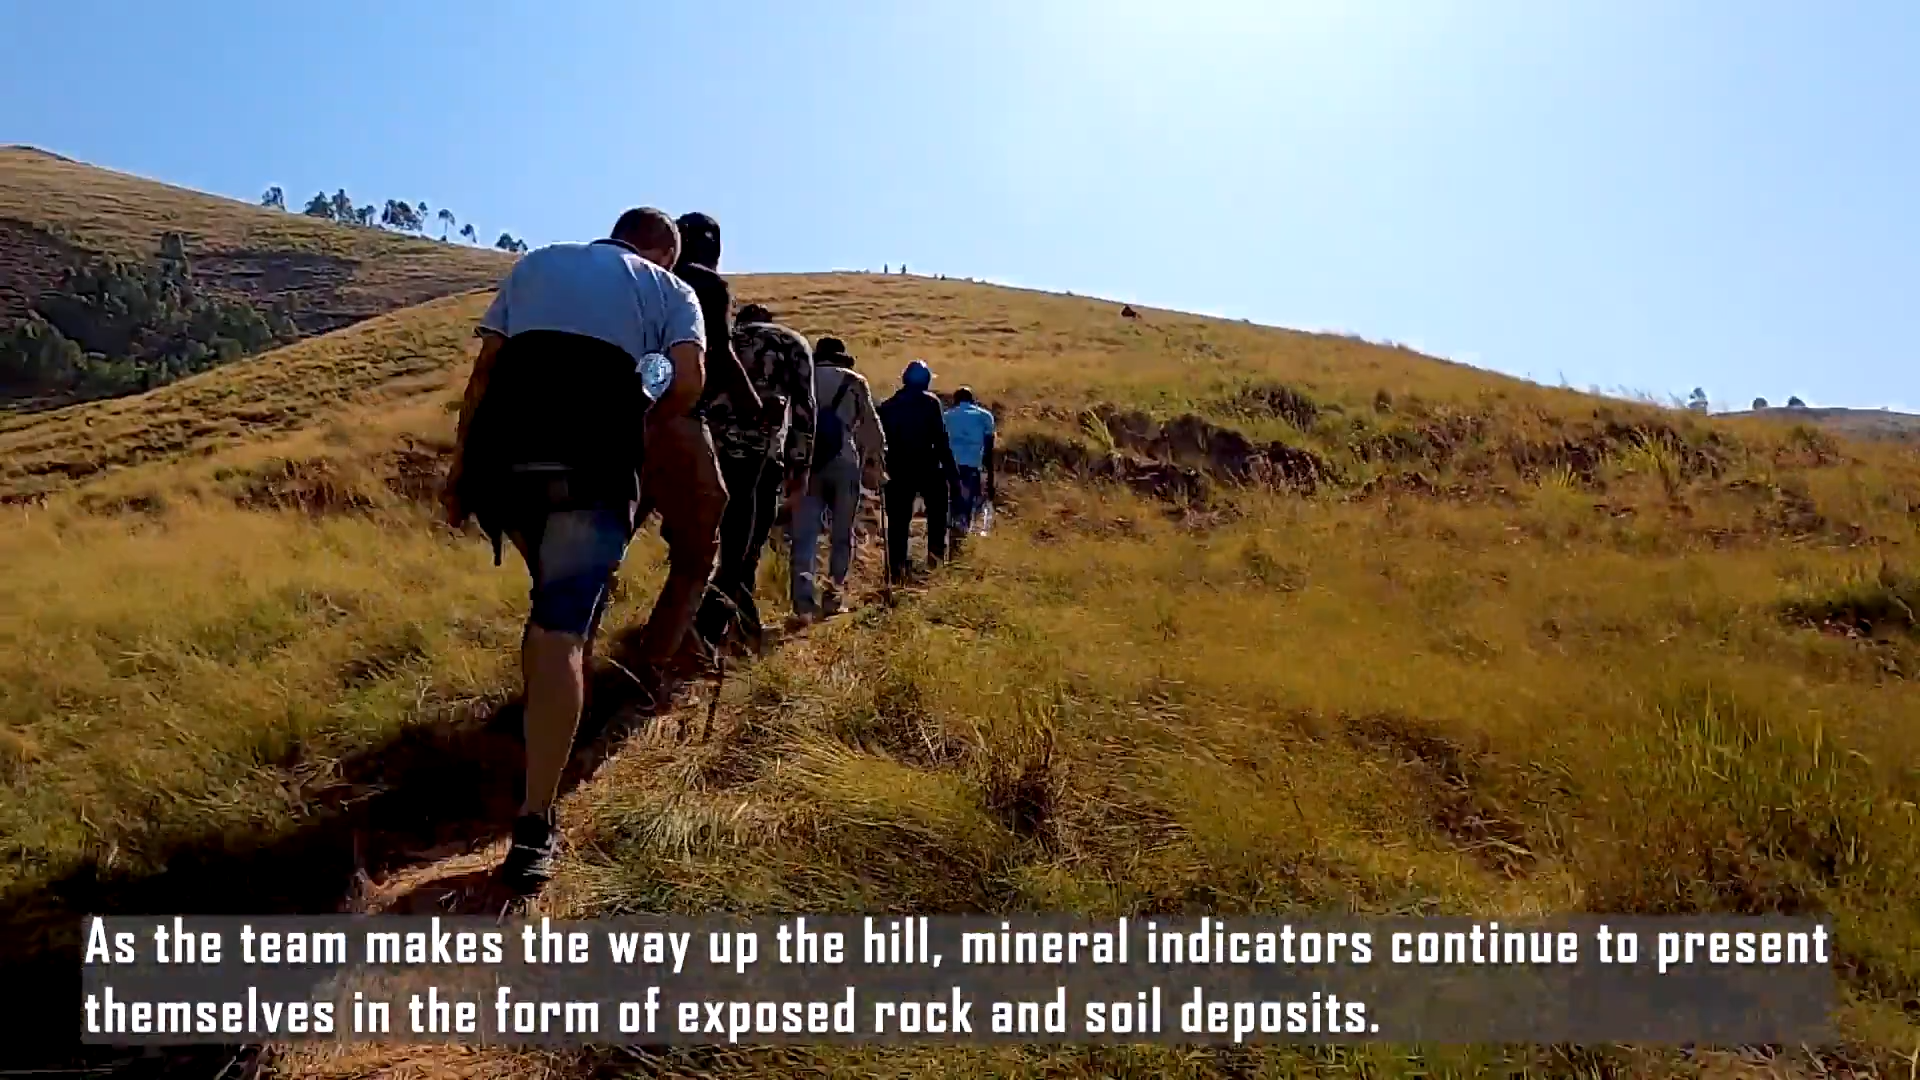 As the team makes the way up the hill, mineral indicators continue to present
themselves in the form of exposed rock and soil deposits.